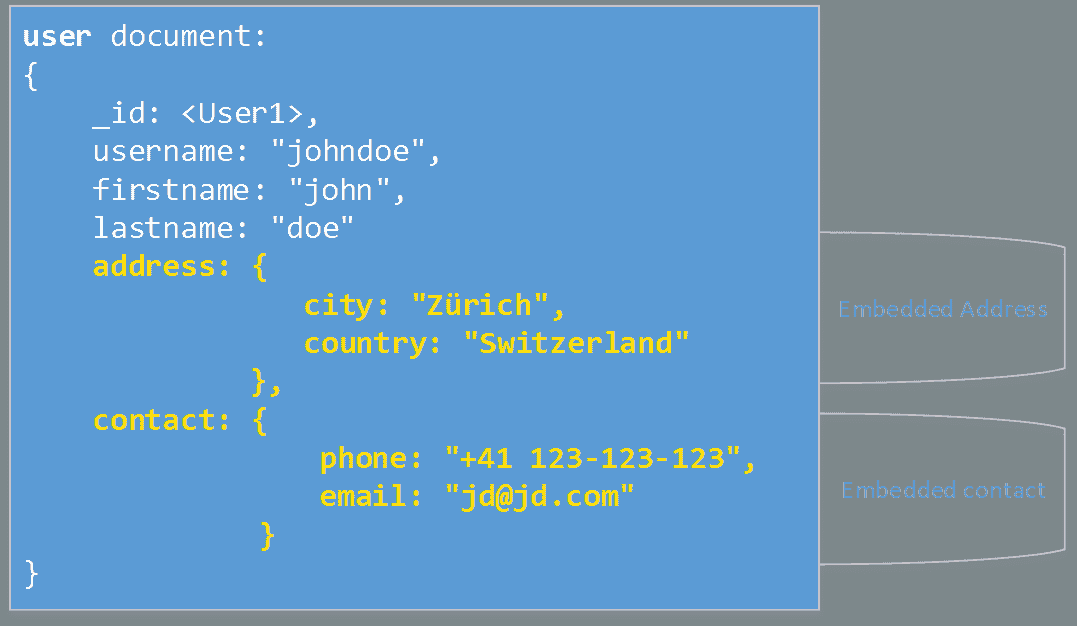 user document:
{
_id: <User1>,
username: "johndoe",
firstname: "john",
lastname: "doe"
address: {
city: "Zürich",
country: "Switzerland"
},
contact: {
phone: "+41 123-123-123",
email: "jd@jd.com"
}
}
Embedded Address
Embedded contact